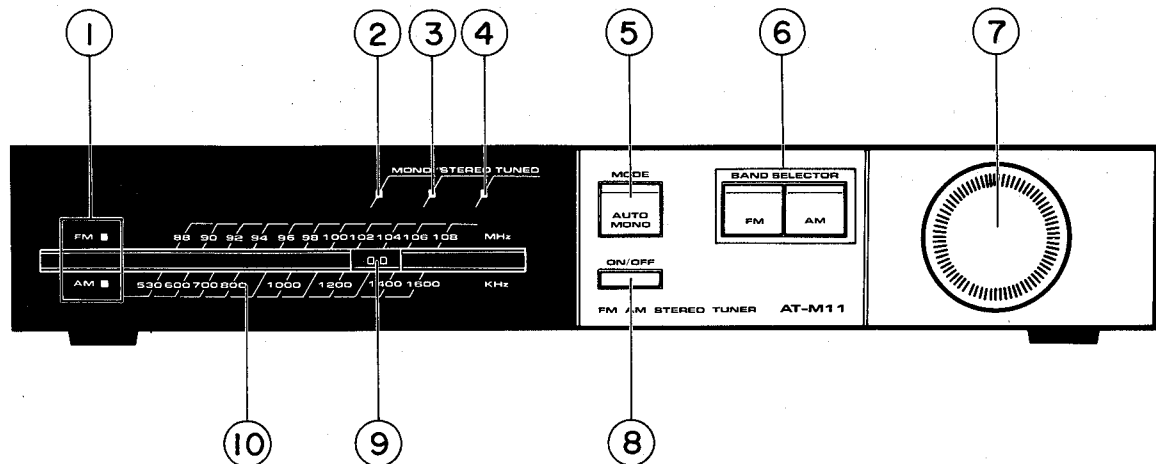 1 2 3 4 5 6 7
MONO STEREO TUNED
MODE
BAND SELECTOR
AUTO
MONO
FM AM
FM
88 90 92 94 96 98 100 102 104 106 108 MHz
AM
530 600 700 800 1000 1200 1400 1600 KHz
ON/OFF
FM AM STEREO TUNER AT-M11
10 9 8